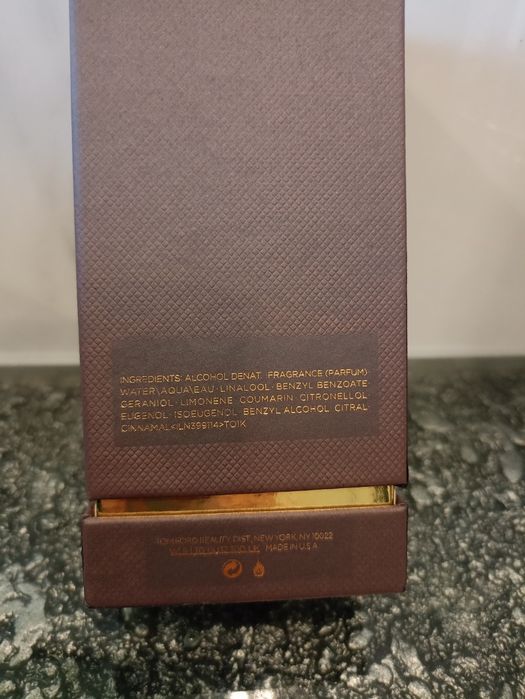 INGREDIENTS: ALCOHOL DENAT. FRAGRANCE (PARFUM)
WATER\AQUA\EAU · LINALOOL · BENZYL BENZOATE
GERANIOL · LIMONENE COUMARIN · CITRONELLOL
EUGENOL · ISOEUGENOL · BENZYL ALCOHOL CITRAL
CINNAMAL<ILN39914>TO1K
TOM FORD BEAUTY DIST, NEW YORK, NY 10022
MADE IN U.S.A